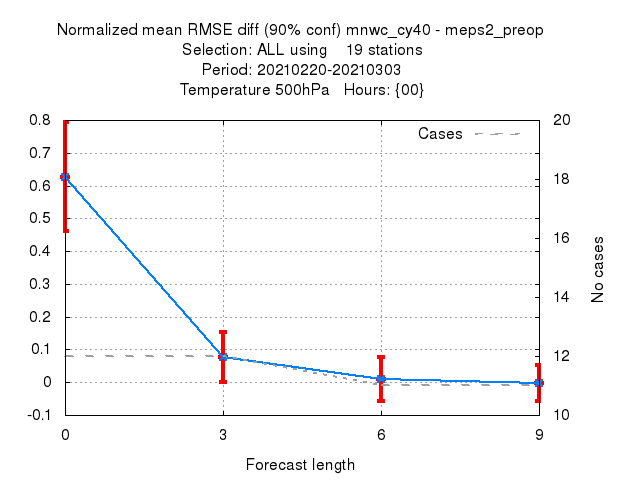 Normalized mean RMSE diff (90% conf) mnwc_cy40 - meps2_preop
Selection: ALL using 19 stations
Period: 20210220-20210303
Temperature 500hPa Hours: {00}
Cases
0.8
0.7
0.6
0.5
0.4
0.3
0.2
0.1
0
-0.1
20
18
16
14
12
10
No cases
0 3 6 9
Forecast length